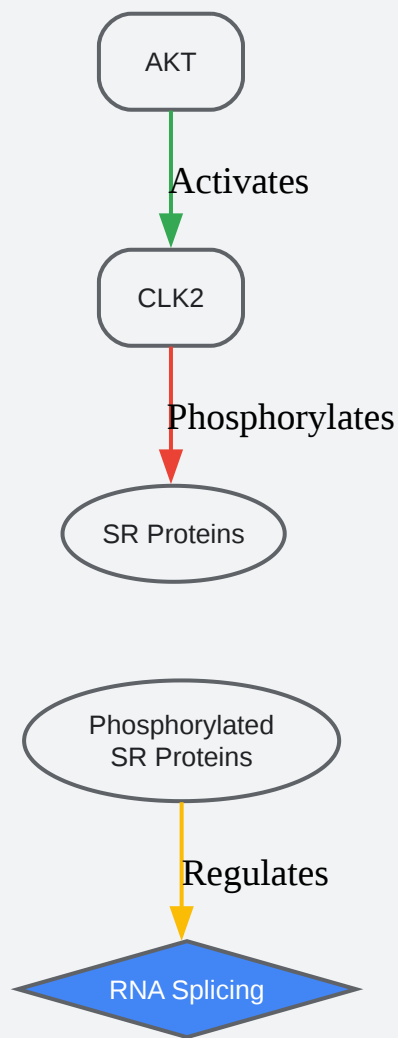 AKT
Activates
CLK2
Phosphorylates
SR Proteins
Phosphorylated
SR Proteins
Regulates
RNA Splicing